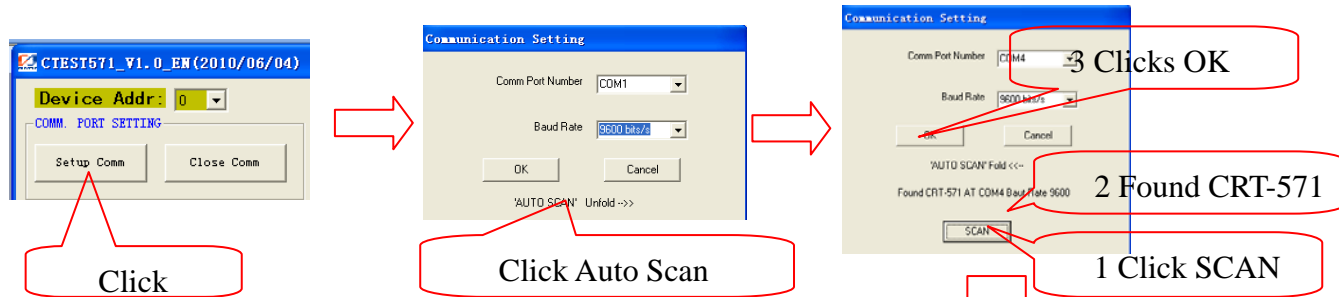 CTEST571_V1.0_EN(2010/06/04)
Device Addr: 0
COMM. PORT SETTING
Setup Comm
Close Comm
Click
Communication Setting
Comm Port Number COM1
Baud Rate 9600 bits/s
OK
Cancel
'AUTO SCAN' Unfold -->>
Click Auto Scan
Communication Setting
Comm Port Number COM4
3 Clicks OK
Baud Rate 9600 bits/s
OK
Cancel
'AUTO SCAN' Fold <<--
Found CRT-571 AT COM4 Baut Rate 9600
2 Found CRT-571
SCAN
1 Click SCAN